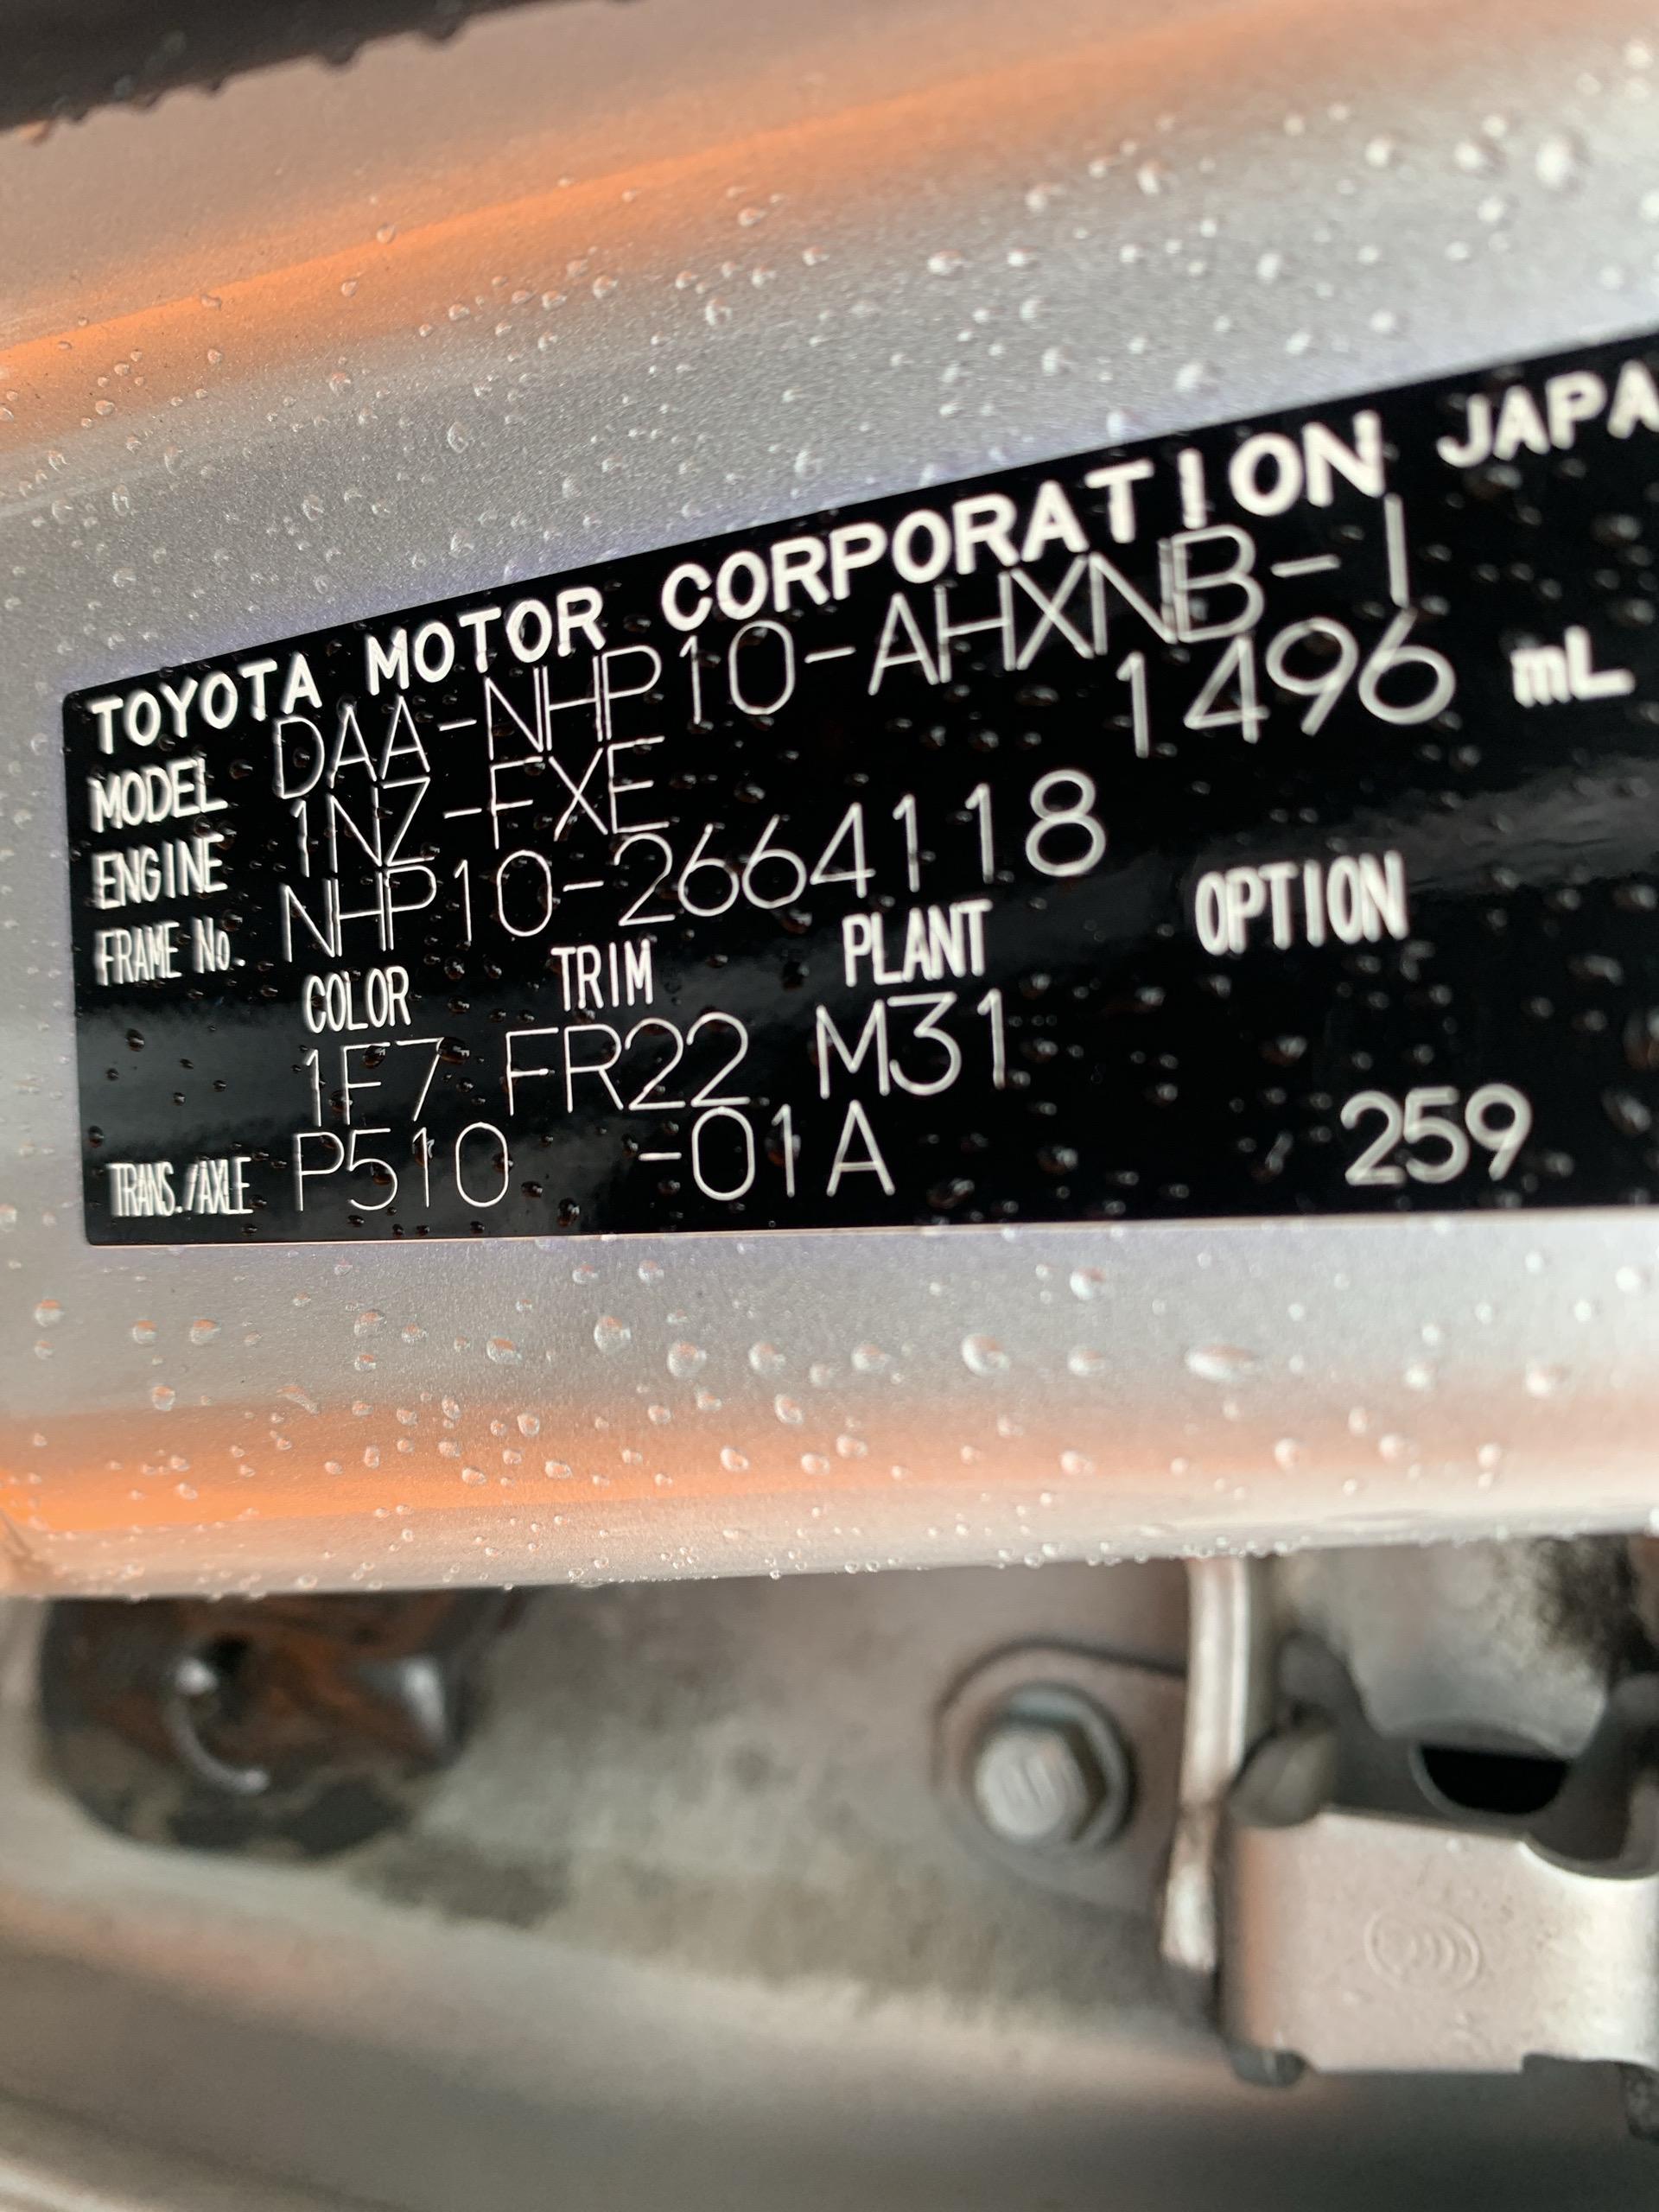 TOYOTA MOTOR CORPORATION JAPA
MODEL DAA-NHP10-AHXNB-1
ENGINE 1NZ-FXE 1496 mL
FRAME No. NHP10-2664118
COLOR TRIM PLANT OPTION
1F7 FR22 M31
TRANS./AXLE P510 -01A 259